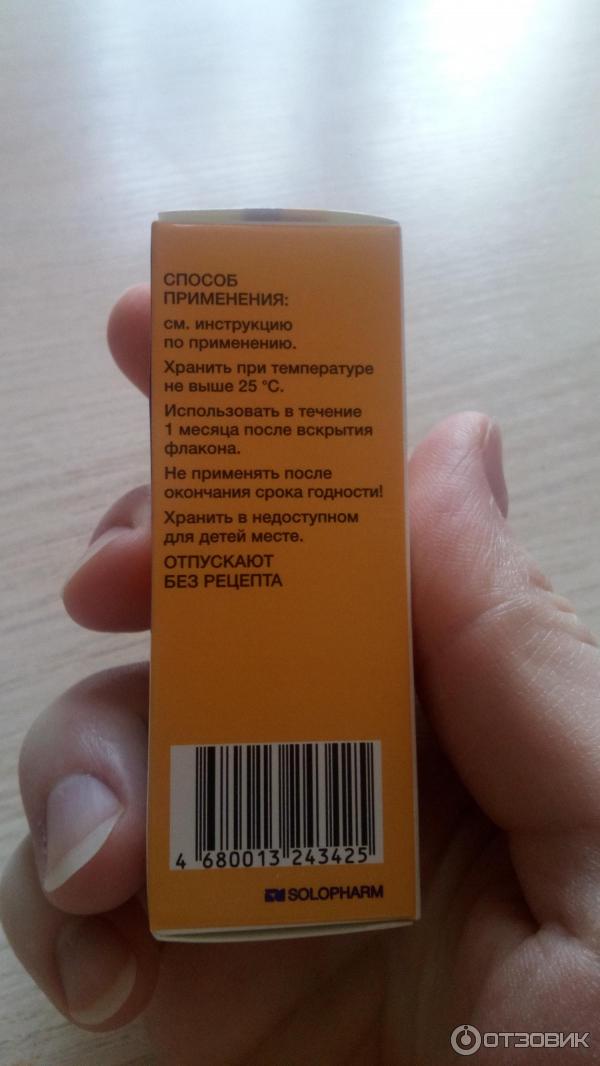 СПОСОБ
ПРИМЕНЕНИЯ:
см. инструкцию
по применению.
Хранить при температуре
не выше 25 °С.
Использовать в течение
1 месяца после вскрытия
флакона.
Не применять после
окончания срока годности!
Хранить в недоступном
для детей месте.
ОТПУСКАЮТ
БЕЗ РЕЦЕПТА
4 680013 243425
SOLOPHARM
ОТЗОВИК